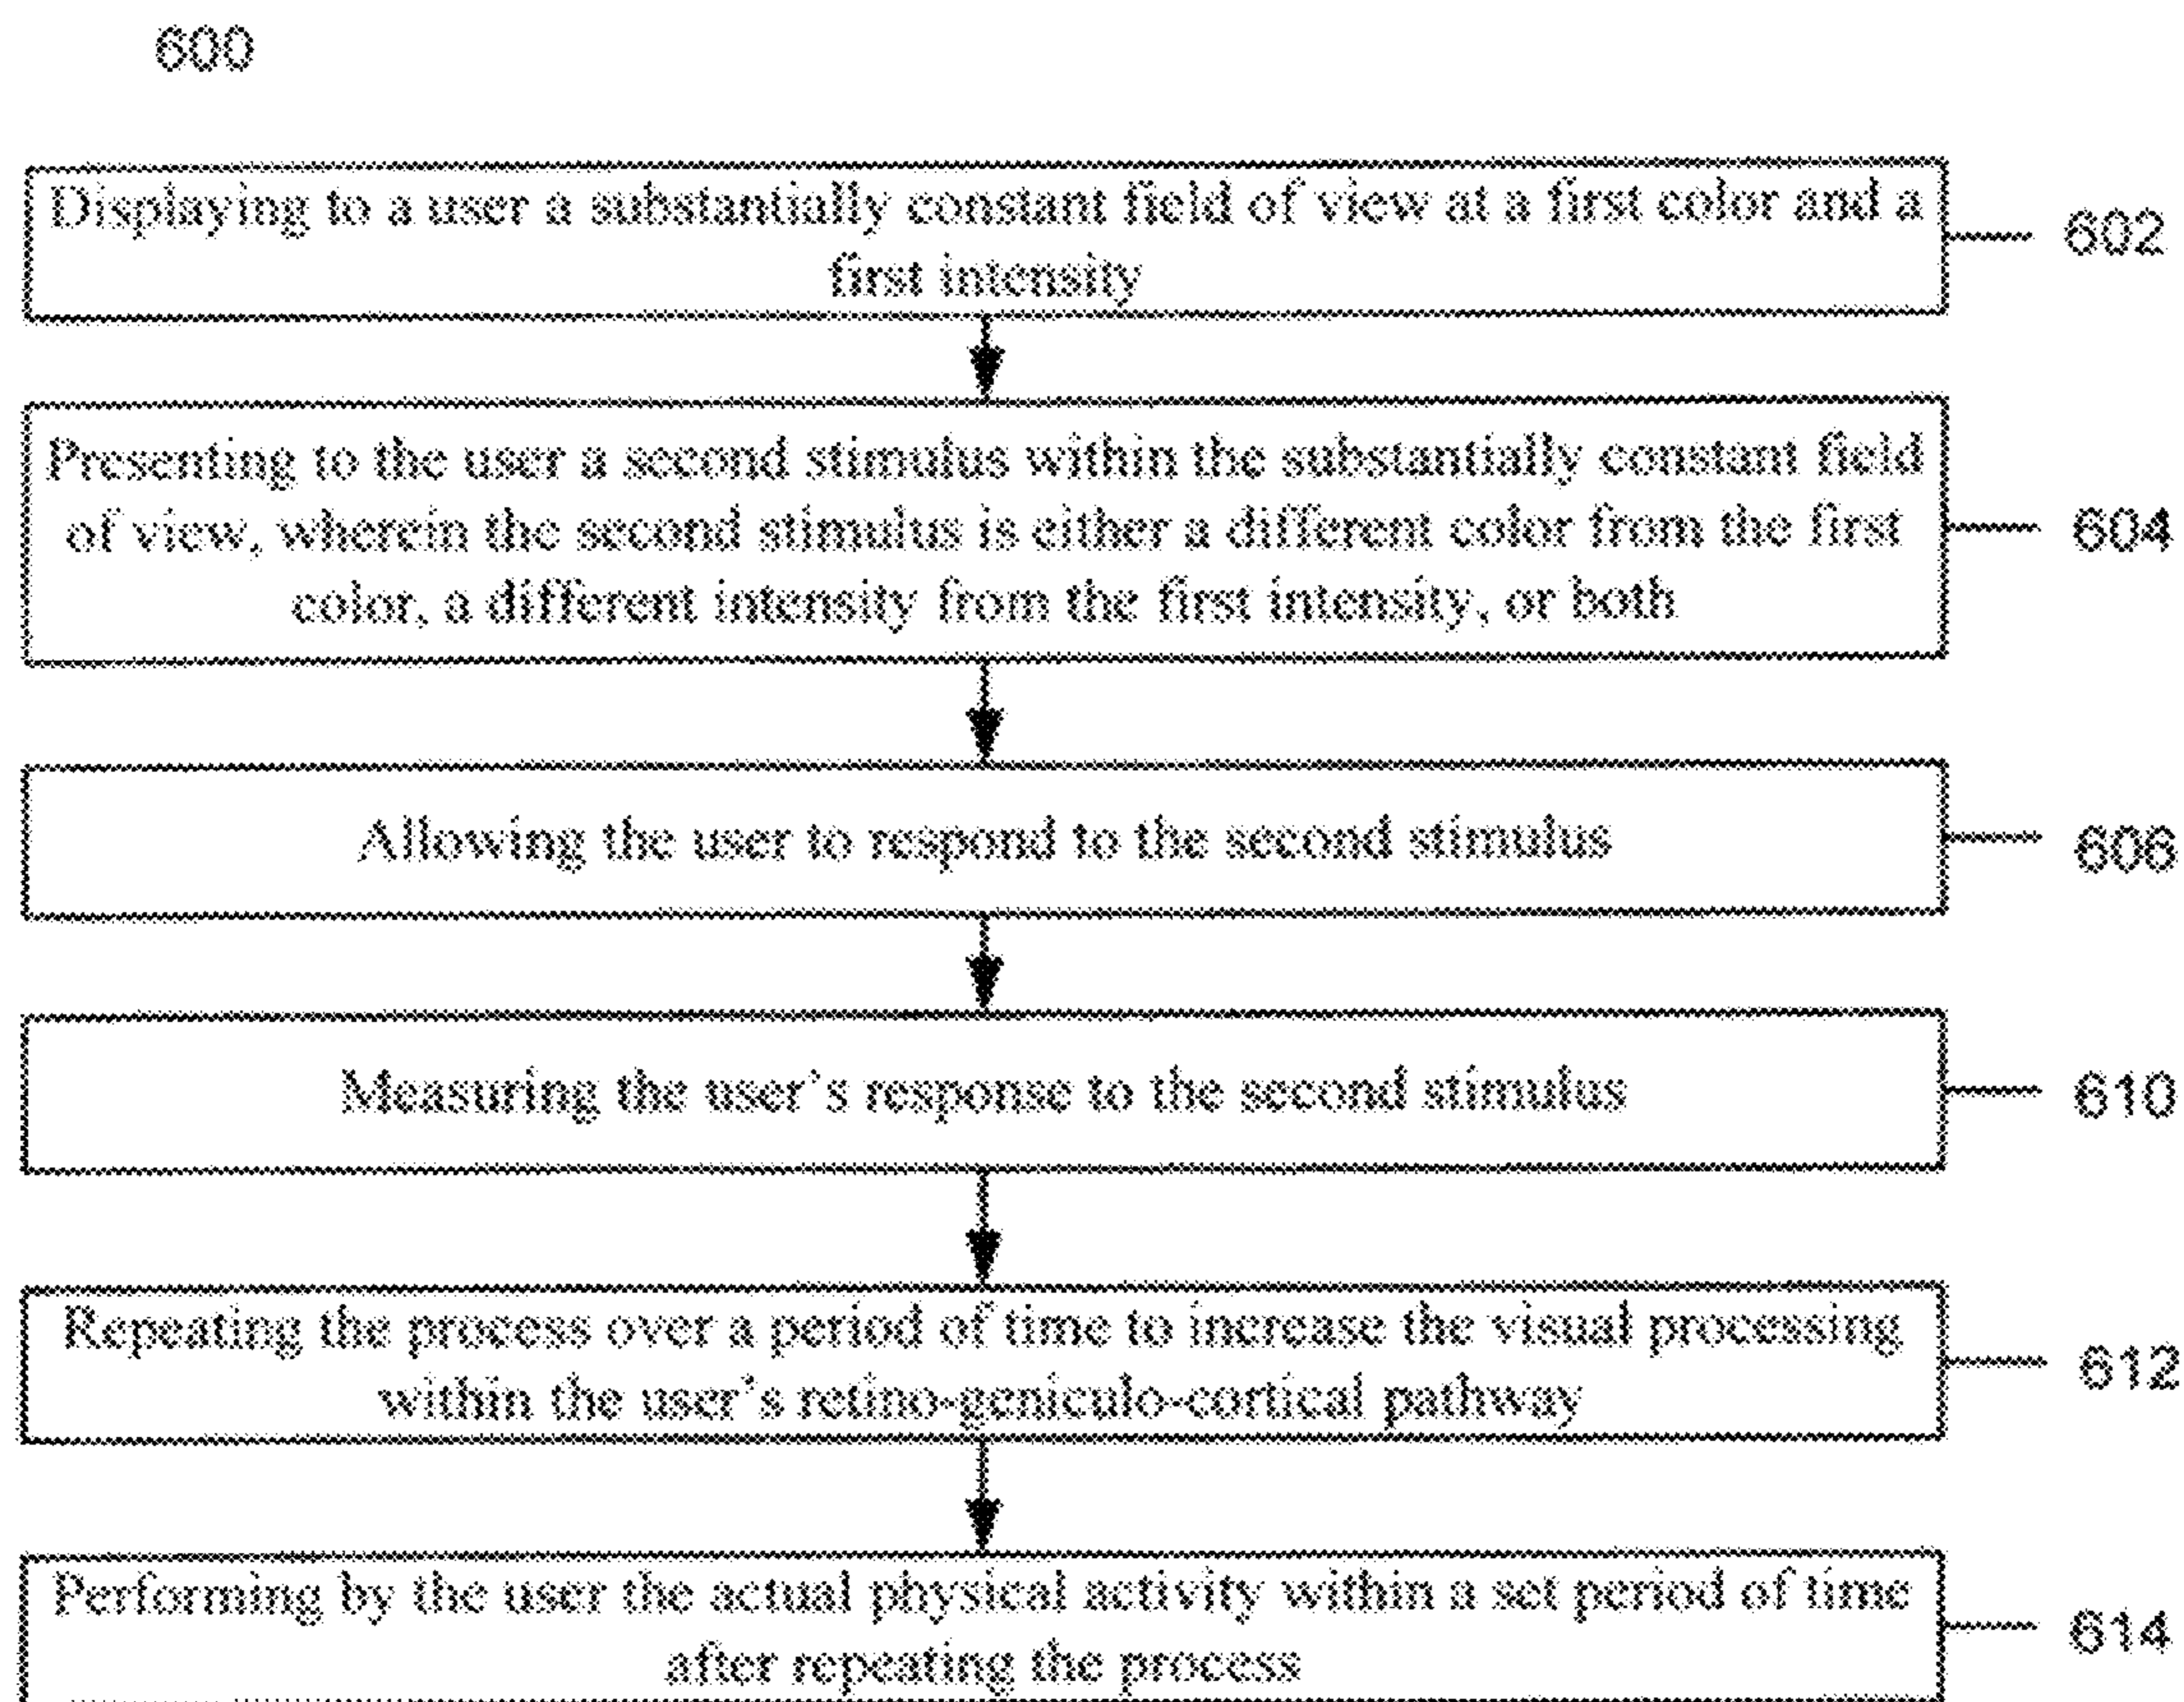 600
Displaying to a user a substantially constant field of view at a first color and a
first intensity
602
Presenting to the user a second stimulus within the substantially constant field
of view, wherein the second stimulus is either a different color from the first
color, a different intensity from the first intensity, or both
604
Allowing the user to respond to the second stimulus
606
Measuring the user's response to the second stimulus
610
Repeating the process over a period of time to increase the visual processing
within the user's retino-geniculo-cortical pathway
612
Performing by the user the actual physical activity within a set period of time
after repeating the process
614